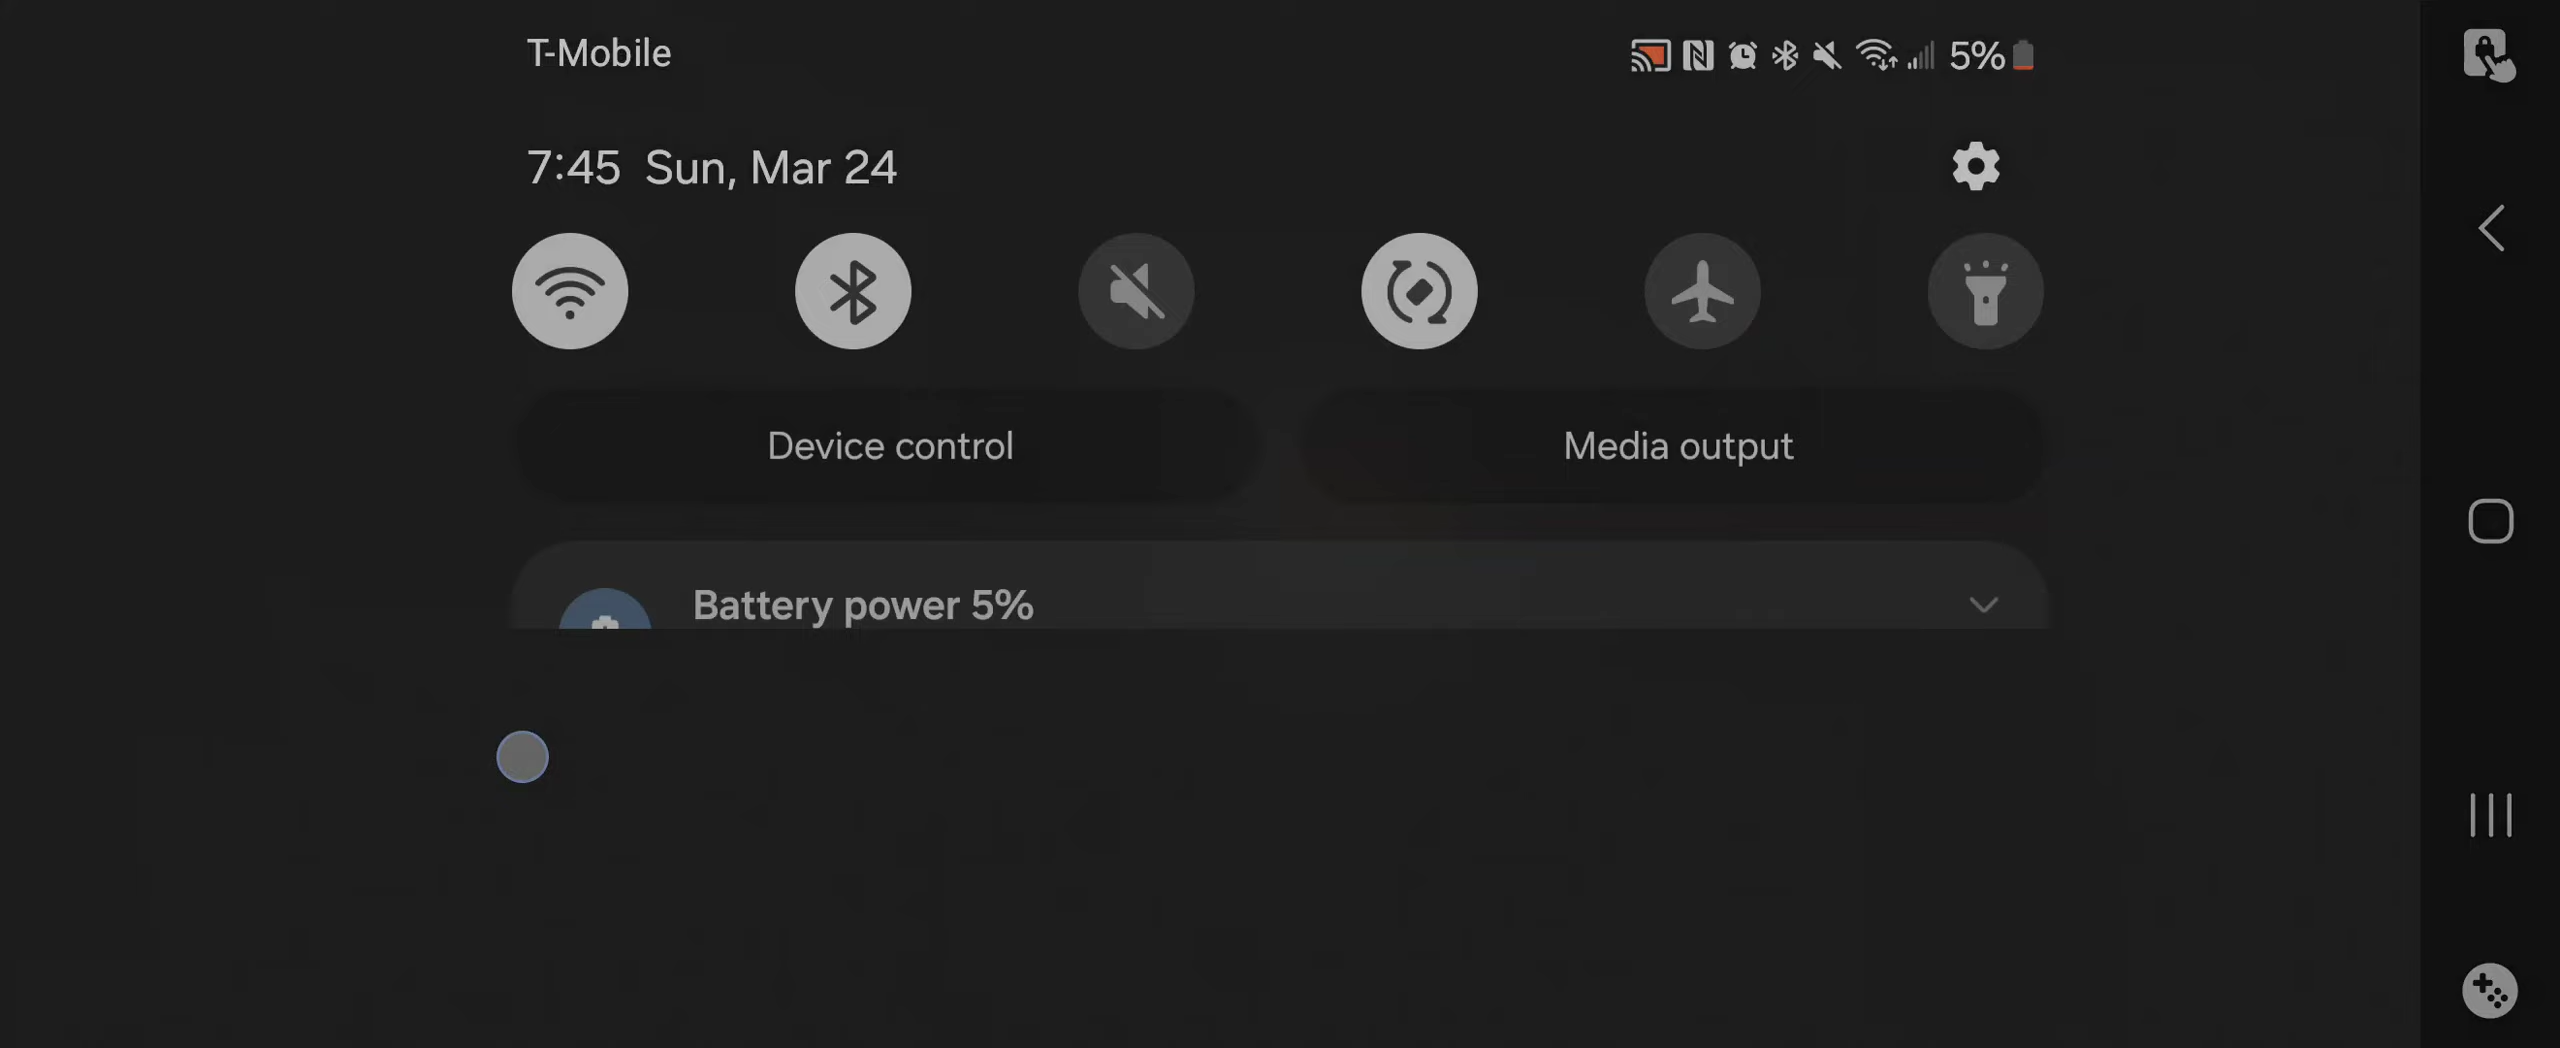 T-Mobile
5%
7:45 Sun, Mar 24
Device control
Media output
Battery power 5%